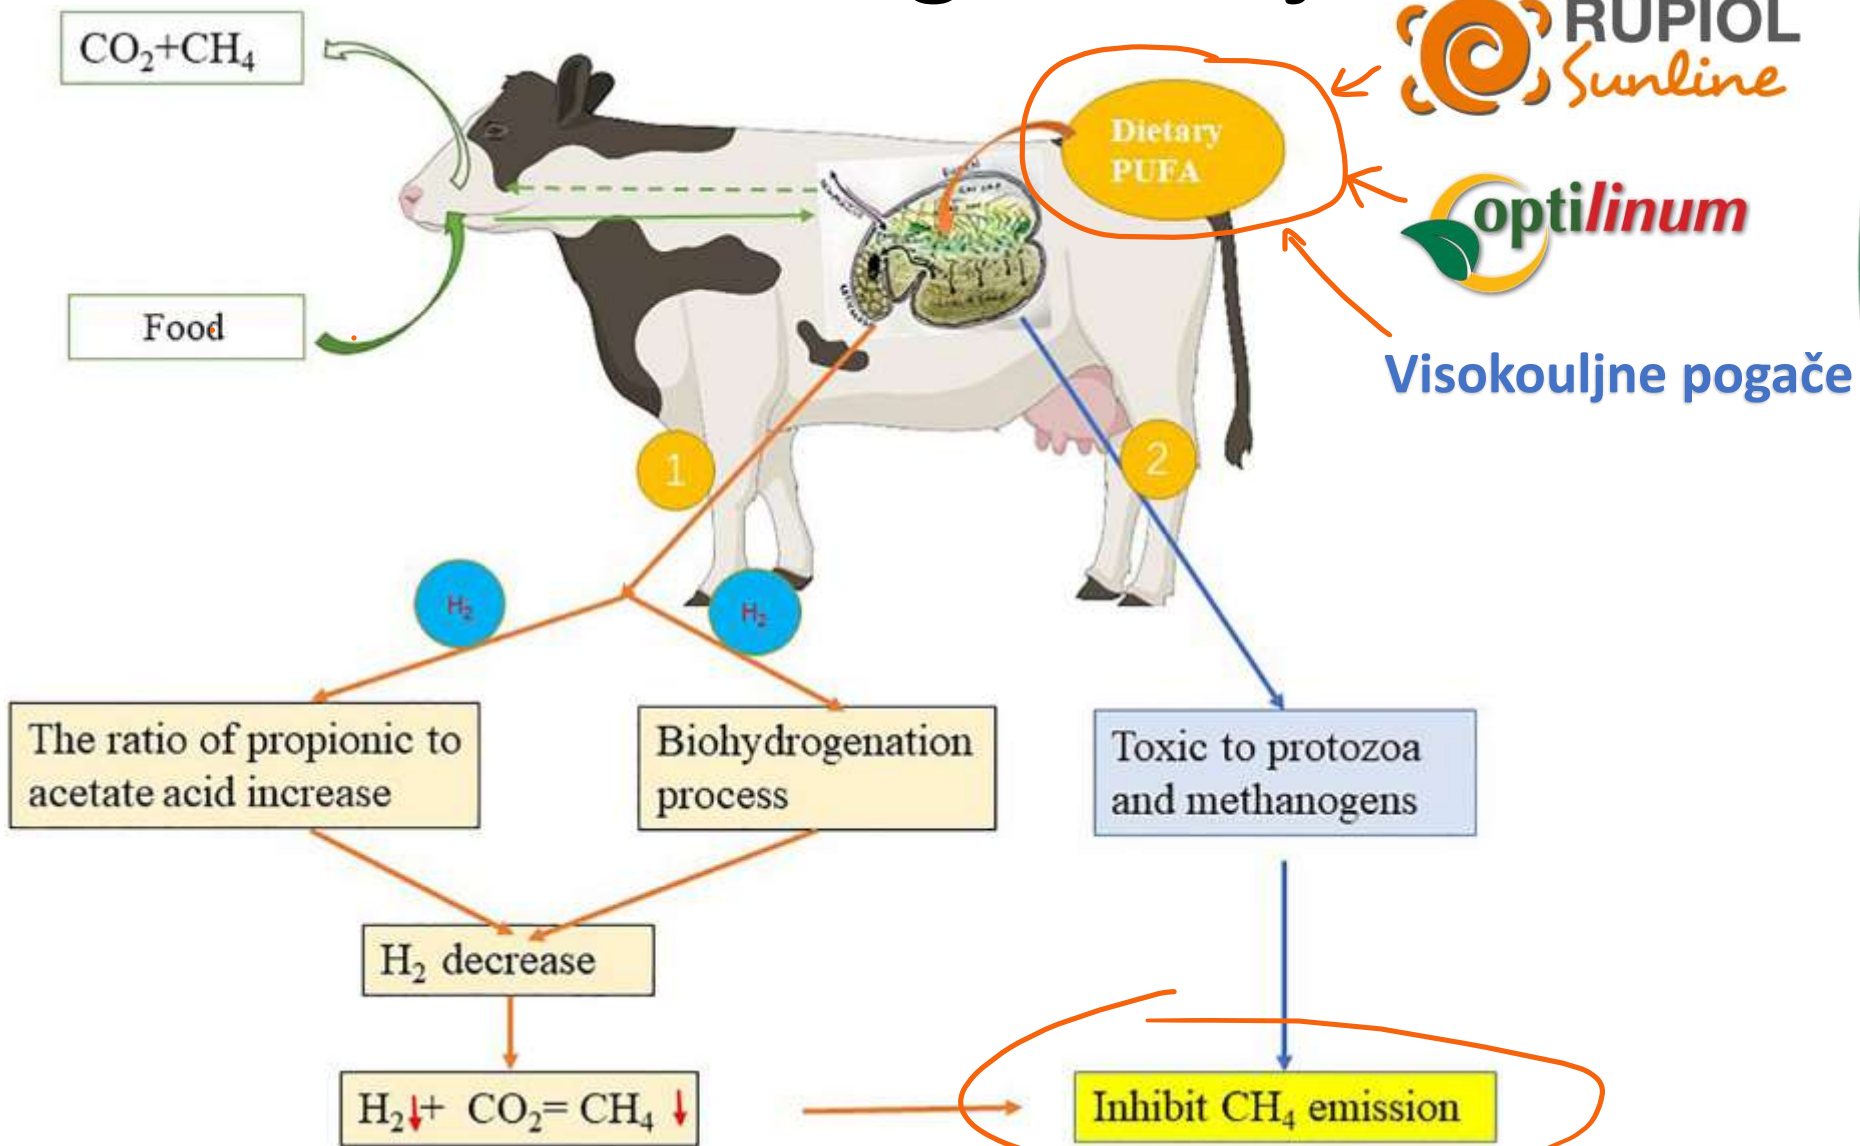 RUPIOL
Sunline
CO₂+CH₄
Dietary
PUFA
optilinum
Food
Visokouljne pogače
1
2
H₂
H₂
The ratio of propionic to
acetate acid increase
Biohydrogenation
process
Toxic to protozoa
and methanogens
H₂ decrease
H₂↓+ CO₂= CH₄ ↓
Inhibit CH₄ emission